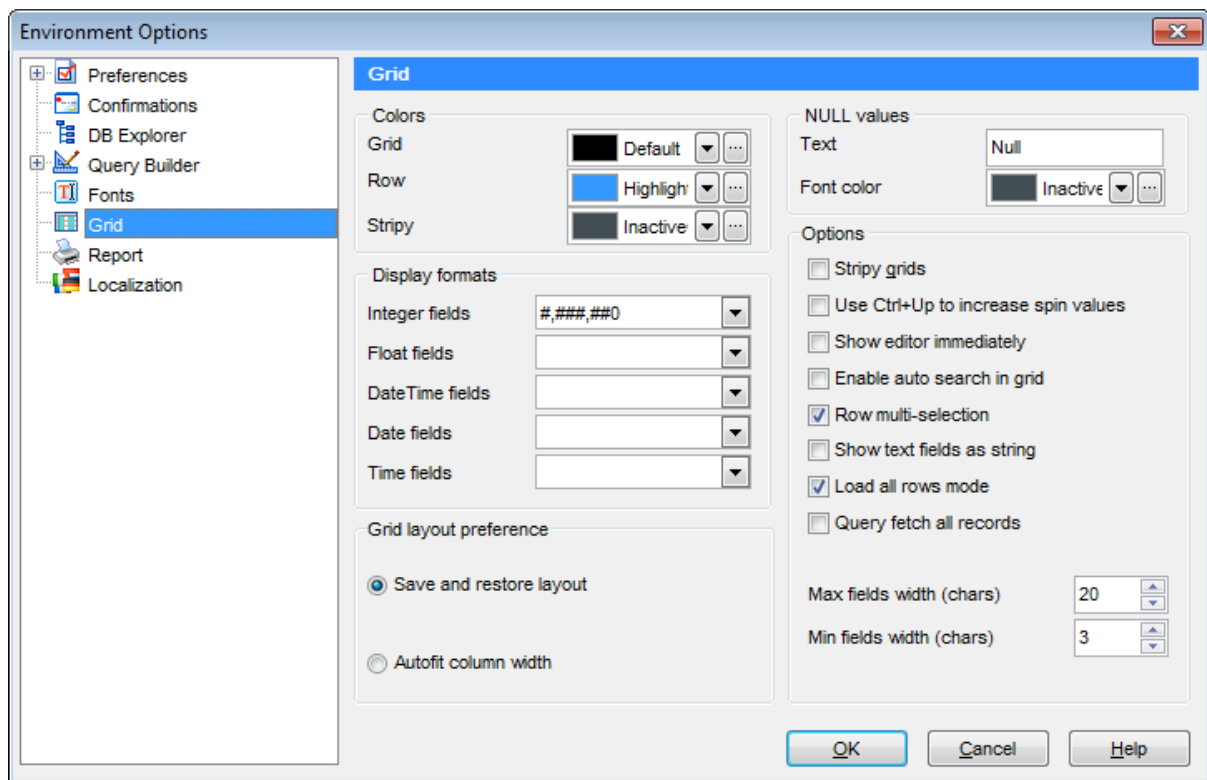 Environment Options
Preferences
Confirmations
DB Explorer
Query Builder
Fonts
Grid
Report
Localization
Grid
Colors
Grid Default
Row Highligh
Stripy Inactive
Display formats
Integer fields #,###,##0
Float fields
DateTime fields
Date fields
Time fields
Grid layout preference
Save and restore layout
Autofit column width
NULL values
Text Null
Font color Inactive
Options
Stripy grids
Use Ctrl+Up to increase spin values
Show editor immediately
Enable auto search in grid
Row multi-selection
Show text fields as string
Load all rows mode
Query fetch all records
Max fields width (chars) 20
Min fields width (chars) 3
OK Cancel Help